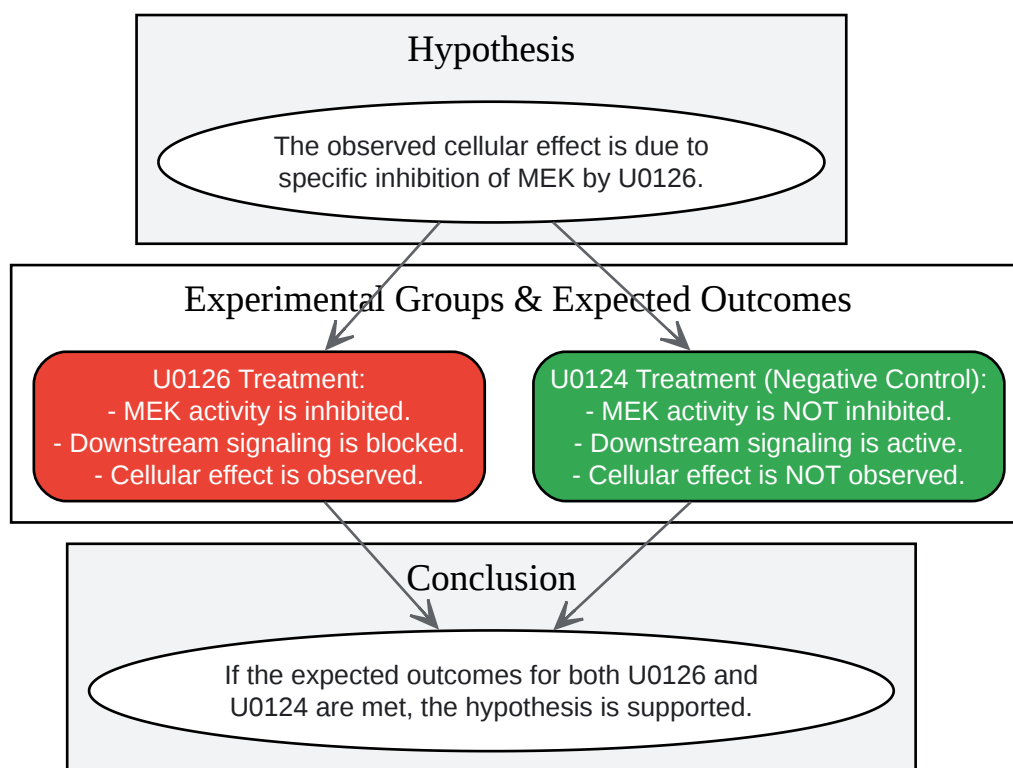 Hypothesis
The observed cellular effect is due to
specific inhibition of MEK by U0126.
Experimental Groups & Expected Outcomes
U0126 Treatment:
- MEK activity is inhibited.
- Downstream signaling is blocked.
- Cellular effect is observed.
U0124 Treatment (Negative Control):
- MEK activity is NOT inhibited.
- Downstream signaling is active.
- Cellular effect is NOT observed.
Conclusion
If the expected outcomes for both U0126 and
U0124 are met, the hypothesis is supported.